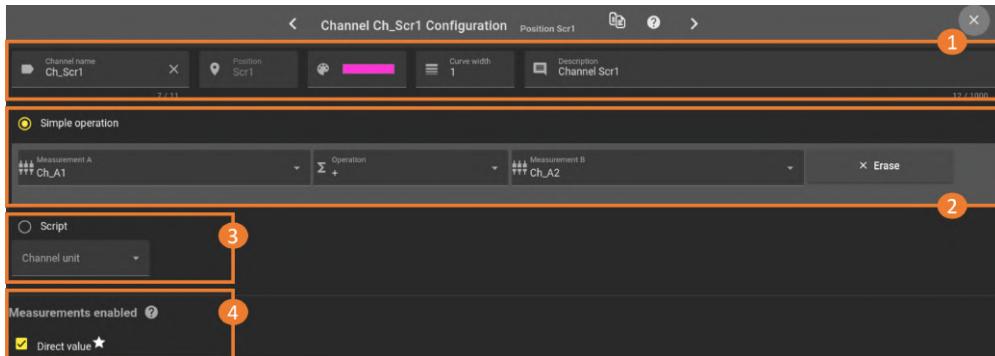 Channel Ch_Scr1 Configuration Position Scr1
1
Channel name
Ch_Scr1
7 / 11
Position
Scr1
Curve width
1
Description
Channel Scr1
12 / 1000
Simple operation
Measurement A
Ch_A1
Operation
Σ +
Measurement B
Ch_A2
× Erase
2
Script
3
Channel unit
Measurements enabled ?
4
Direct value